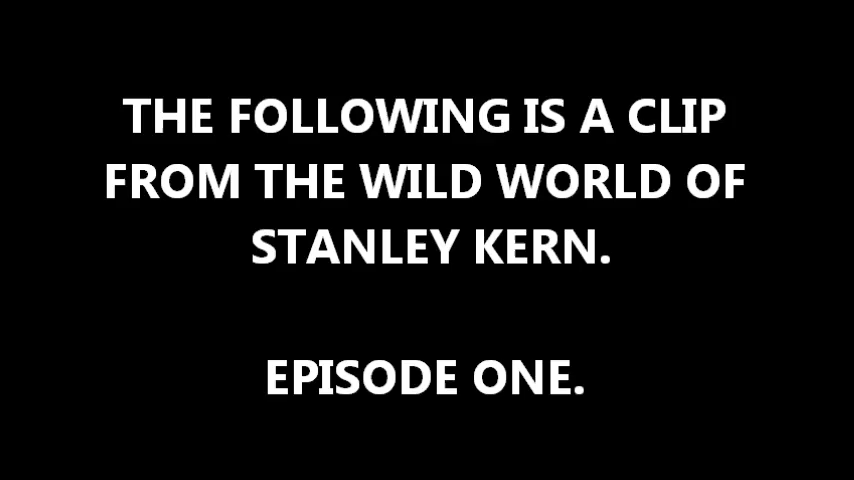 THE FOLLOWING IS A CLIP
FROM THE WILD WORLD OF
STANLEY KERN.
EPISODE ONE.